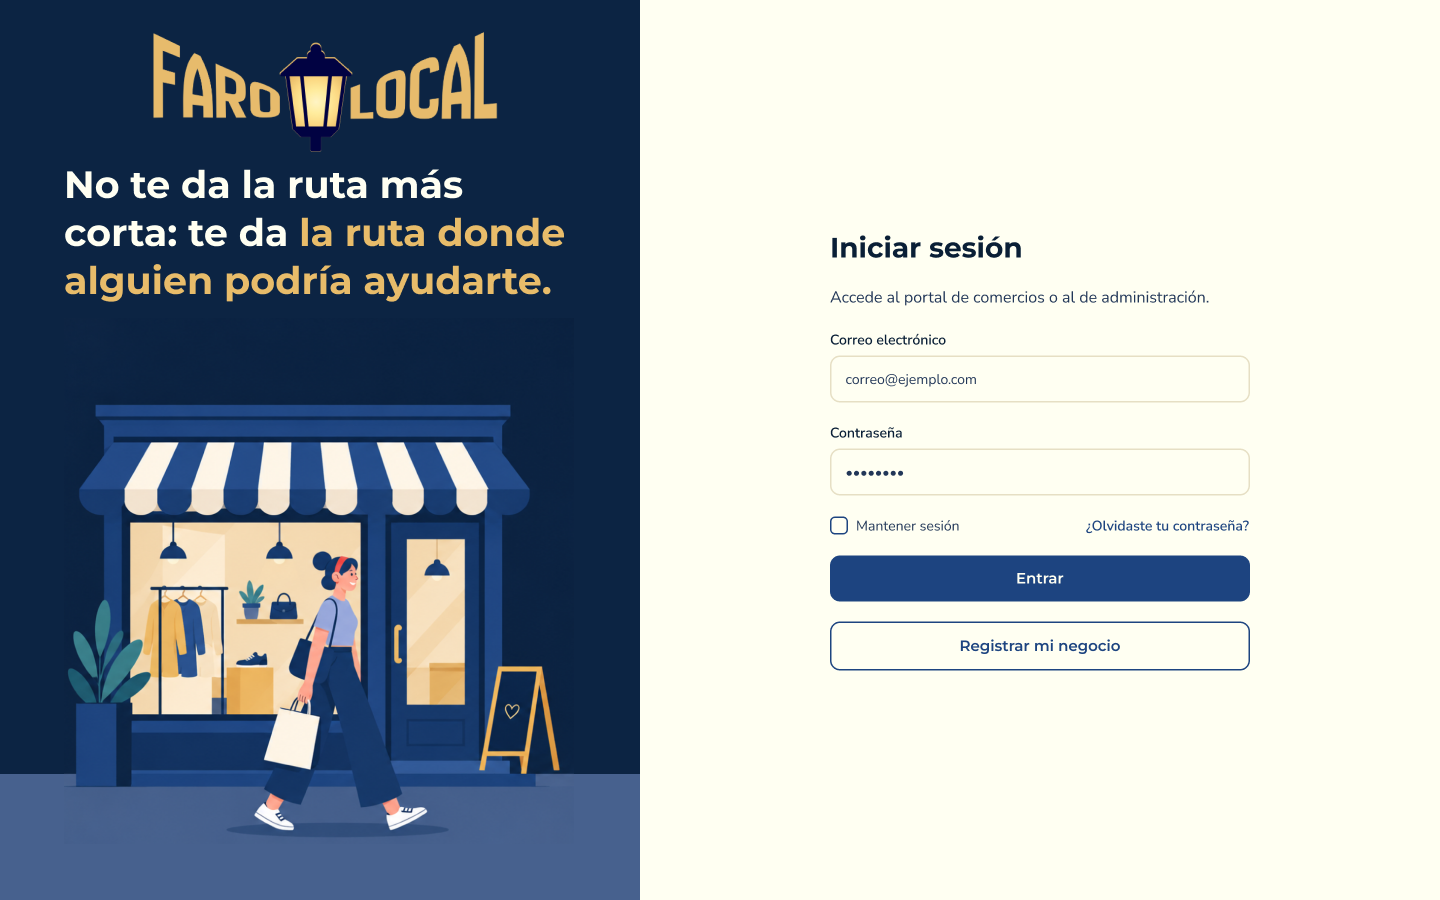 FARO LOCAL
No te da la ruta más
corta: te da la ruta donde
alguien podría ayudarte.
Iniciar sesión
Accede al portal de comercios o al de administración.
Correo electrónico
correo@ejemplo.com
Contraseña
••••••••
Mantener sesión
¿Olvidaste tu contraseña?
Entrar
Registrar mi negocio